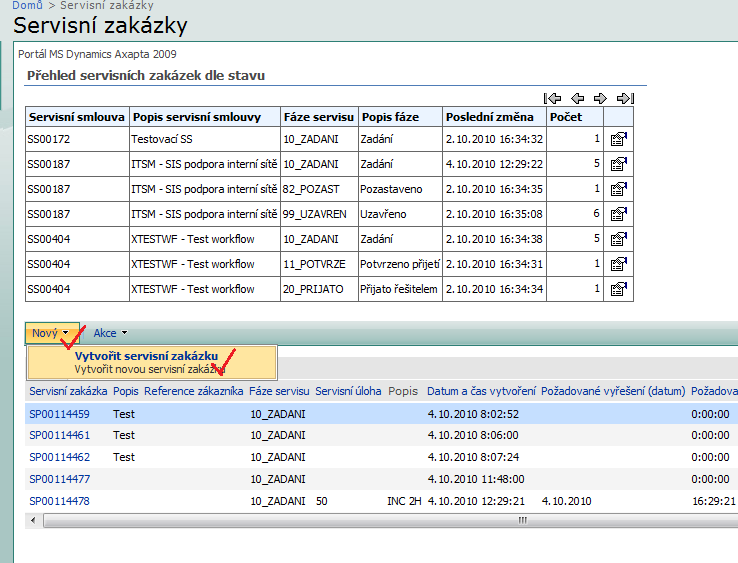 Domů > Servisní zakázky
Servisní zakázky
Portál MS Dynamics Axapta 2009
Přehled servisních zakázek dle stavu
Servisní smlouva Popis servisní smlouvy Fáze servisu Popis fáze Poslední změna Počet
SS00172 Testovací SS 10_ZADANI Zadání 2.10.2010 16:34:32 1
SS00187 ITSM - SIS podpora interní sítě 10_ZADANI Zadání 4.10.2010 12:29:22 5
SS00187 ITSM - SIS podpora interní sítě 82_POZAST Pozastaveno 2.10.2010 16:34:35 1
SS00187 ITSM - SIS podpora interní sítě 99_UZAVREN Uzavřeno 2.10.2010 16:35:08 6
SS00404 XTESTWF - Test workflow 10_ZADANI Zadání 2.10.2010 16:34:38 5
SS00404 XTESTWF - Test workflow 11_POTVRZE Potvrzeno přijetí 2.10.2010 16:34:31 1
SS00404 XTESTWF - Test workflow 20_PRIJATO Přijato řešitelem 2.10.2010 16:34:34 1
Nový Akce
Vytvořit servisní zakázku
Vytvořit novou servisní zakázku
Servisní zakázka Popis Reference zákazníka Fáze servisu Servisní úloha Popis Datum a čas vytvoření Požadované vyřešení (datum) Požadova
SP00114459 Test 10_ZADANI 4.10.2010 8:02:52 0:00:00
SP00114461 Test 10_ZADANI 4.10.2010 8:06:00 0:00:00
SP00114462 Test 10_ZADANI 4.10.2010 8:07:24 0:00:00
SP00114477 10_ZADANI 4.10.2010 11:48:00 0:00:00
SP00114478 10_ZADANI 50 INC 2H 4.10.2010 12:29:21 4.10.2010 16:29:21